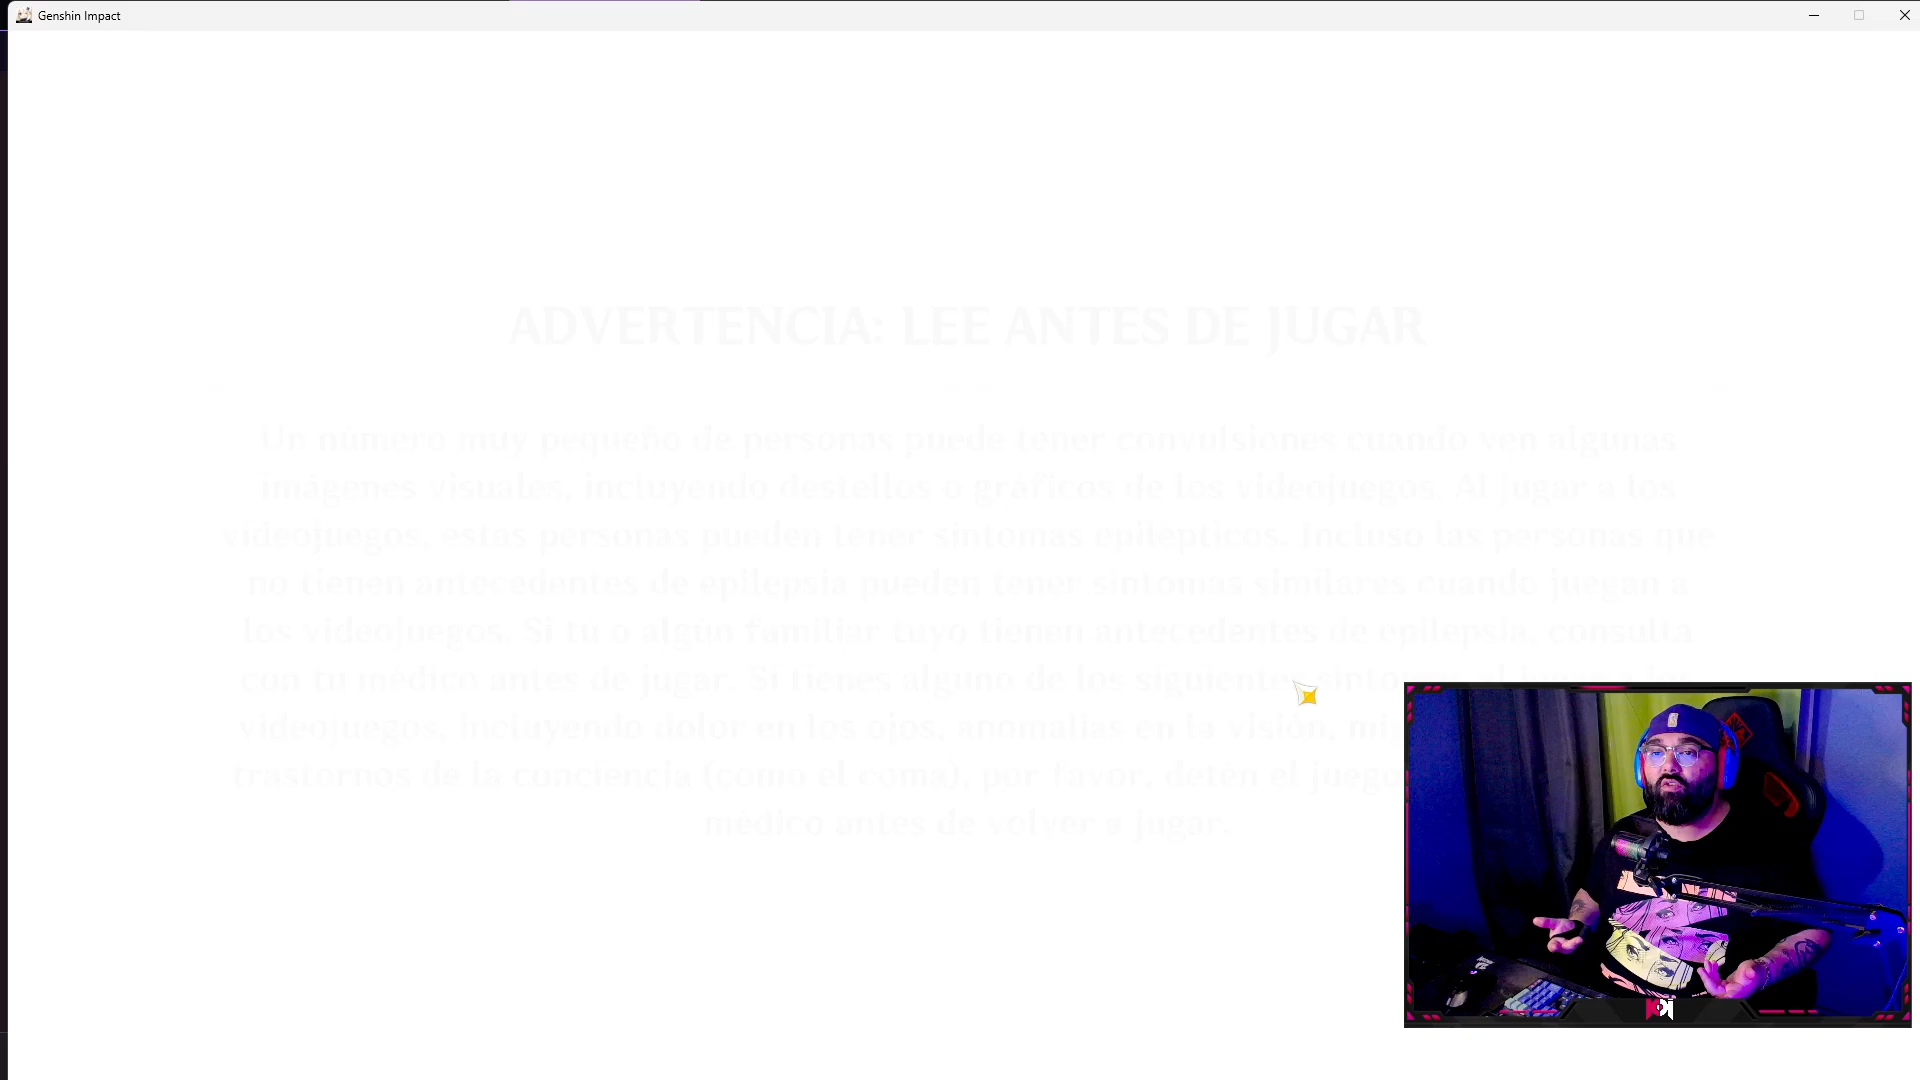 Genshin Impact
ADVERTENCIA: LEE ANTES DE JUGAR
Un número muy pequeño de personas puede tener convulsiones cuando ven algunas
imágenes visuales, incluyendo destellos o gráficos de los videojuegos. Al jugar a los
videojuegos, estas personas pueden tener síntomas epilépticos. Incluso las personas que
no tienen antecedentes de epilepsia pueden tener síntomas similares cuando juegan a
los videojuegos. Si tú o algún familiar tuyo tienen antecedentes de epilepsia, consulta
con tu médico antes de jugar. Si tienes alguno de los siguientes
videojuegos, incluyendo dolor en los ojos, anomalías en la visión,
trastornos de la conciencia (como el coma), por favor, detén el juego
médico antes de volver a jugar.